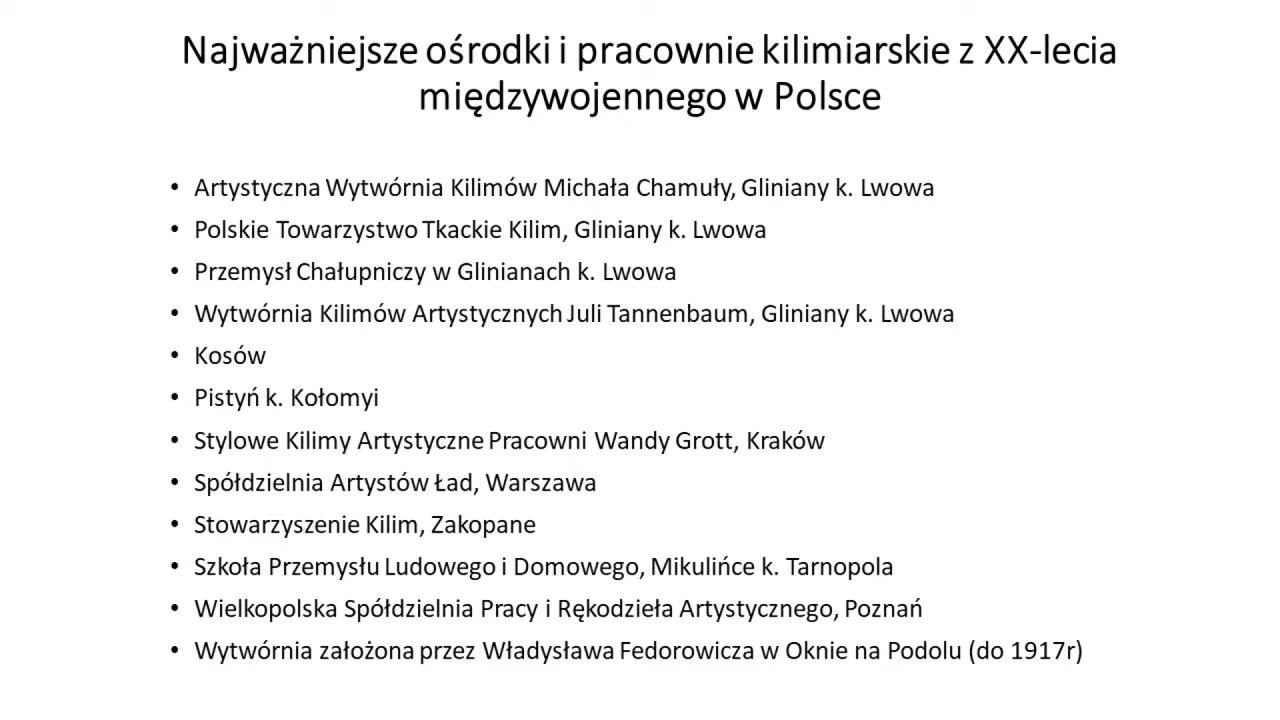 Najważniejsze ośrodki i pracownie kilimiarskie z XX-lecia
międzywojennego w Polsce
• Artystyczna Wytwórnia Kilimów Michała Chamuły, Gliniany k. Lwowa
• Polskie Towarzystwo Tkackie Kilim, Gliniany k. Lwowa
• Przemysł Chałupniczy w Glinianach k. Lwowa
• Wytwórnia Kilimów Artystycznych Juli Tannenbaum, Gliniany k. Lwowa
• Kosów
• Pistyń k. Kołomyi
• Stylowe Kilimy Artystyczne Pracowni Wandy Grott, Kraków
• Spółdzielnia Artystów Ład, Warszawa
• Stowarzyszenie Kilim, Zakopane
• Szkoła Przemysłu Ludowego i Domowego, Mikulińce k. Tarnopola
• Wielkopolska Spółdzielnia Pracy i Rękodzieła Artystycznego, Poznań
• Wytwórnia założona przez Władysława Fedorowicza w Oknie na Podolu (do 1917r)